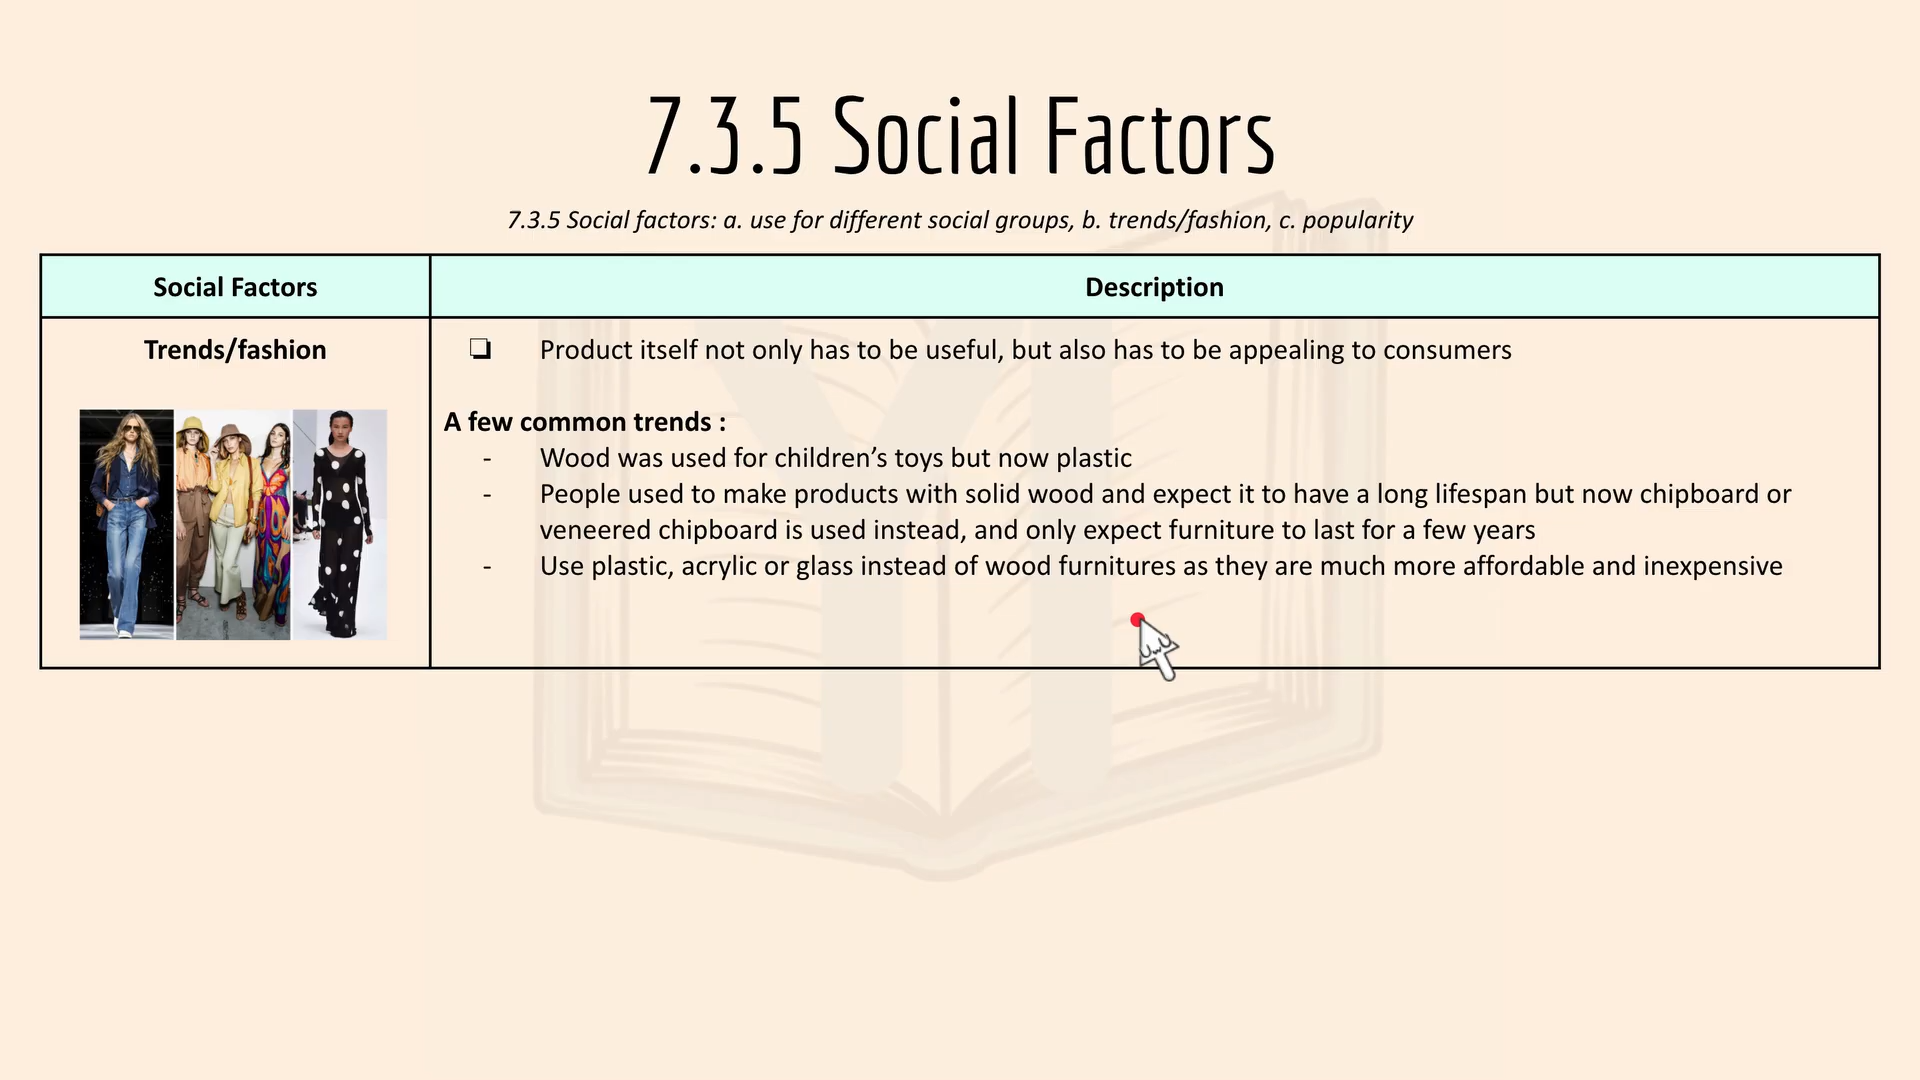 7.3.5 Social Factors
7.3.5 Social factors: a. use for different social groups, b. trends/fashion, c. popularity
Social Factors
Description
Trends/fashion
❏ Product itself not only has to be useful, but also has to be appealing to consumers
A few common trends :
- Wood was used for children’s toys but now plastic
- People used to make products with solid wood and expect it to have a long lifespan but now chipboard or
veneered chipboard is used instead, and only expect furniture to last for a few years
- Use plastic, acrylic or glass instead of wood furnitures as they are much more affordable and inexpensive
YI